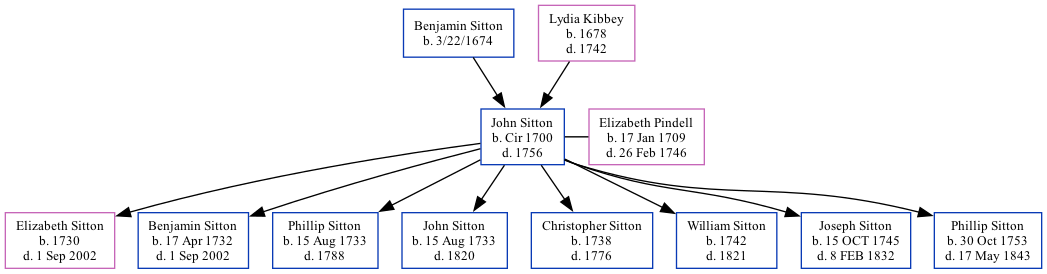 Benjamin Sitton
b. 3/22/1674
Lydia Kibbey
b. 1678
d. 1742
John Sitton
b. Cir 1700
d. 1756
Elizabeth Pindell
b. 17 Jan 1709
d. 26 Feb 1746
Elizabeth Sitton
b. 1730
d. 1 Sep 2002
Benjamin Sitton
b. 17 Apr 1732
d. 1 Sep 2002
Phillip Sitton
b. 15 Aug 1733
d. 1788
John Sitton
b. 15 Aug 1733
d. 1820
Christopher Sitton
b. 1738
d. 1776
William Sitton
b. 1742
d. 1821
Joseph Sitton
b. 15 OCT 1745
d. 8 FEB 1832
Phillip Sitton
b. 30 Oct 1753
d. 17 May 1843